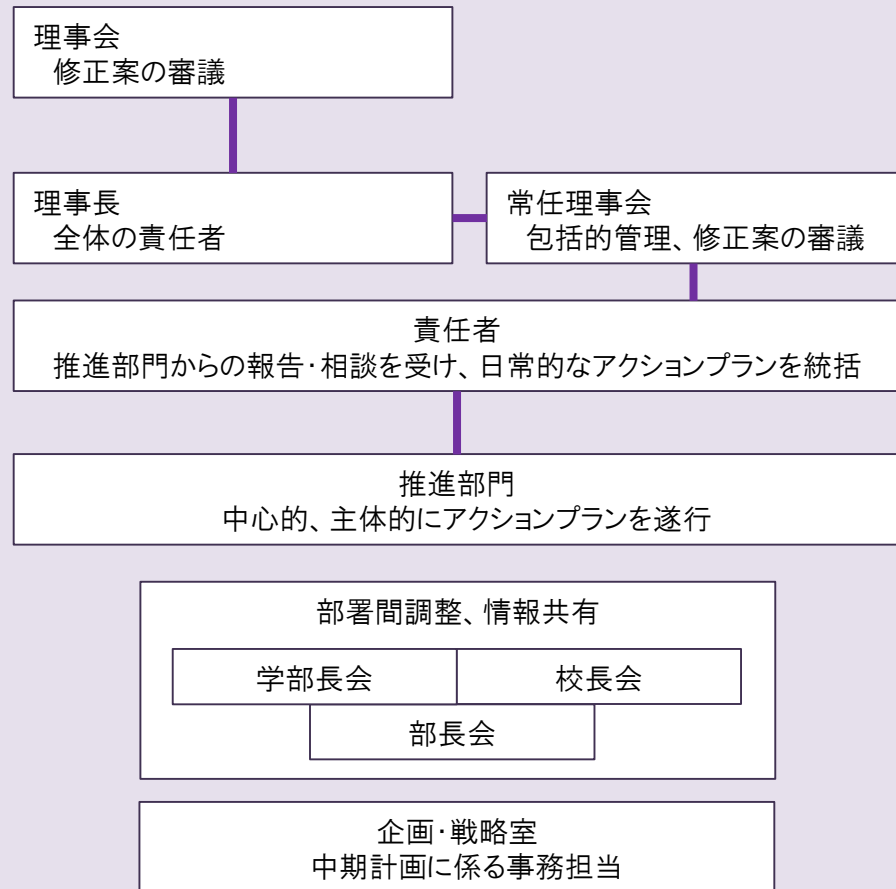 理事会
修正案の審議
理事長
全体の責任者
常任理事会
包括的管理、修正案の審議
責任者
推進部門からの報告・相談を受け、日常的なアクションプランを統括
推進部門
中心的、主体的にアクションプランを遂行
部署間調整、情報共有
学部長会
校長会
部長会
企画・戦略室
中期計画に係る事務担当